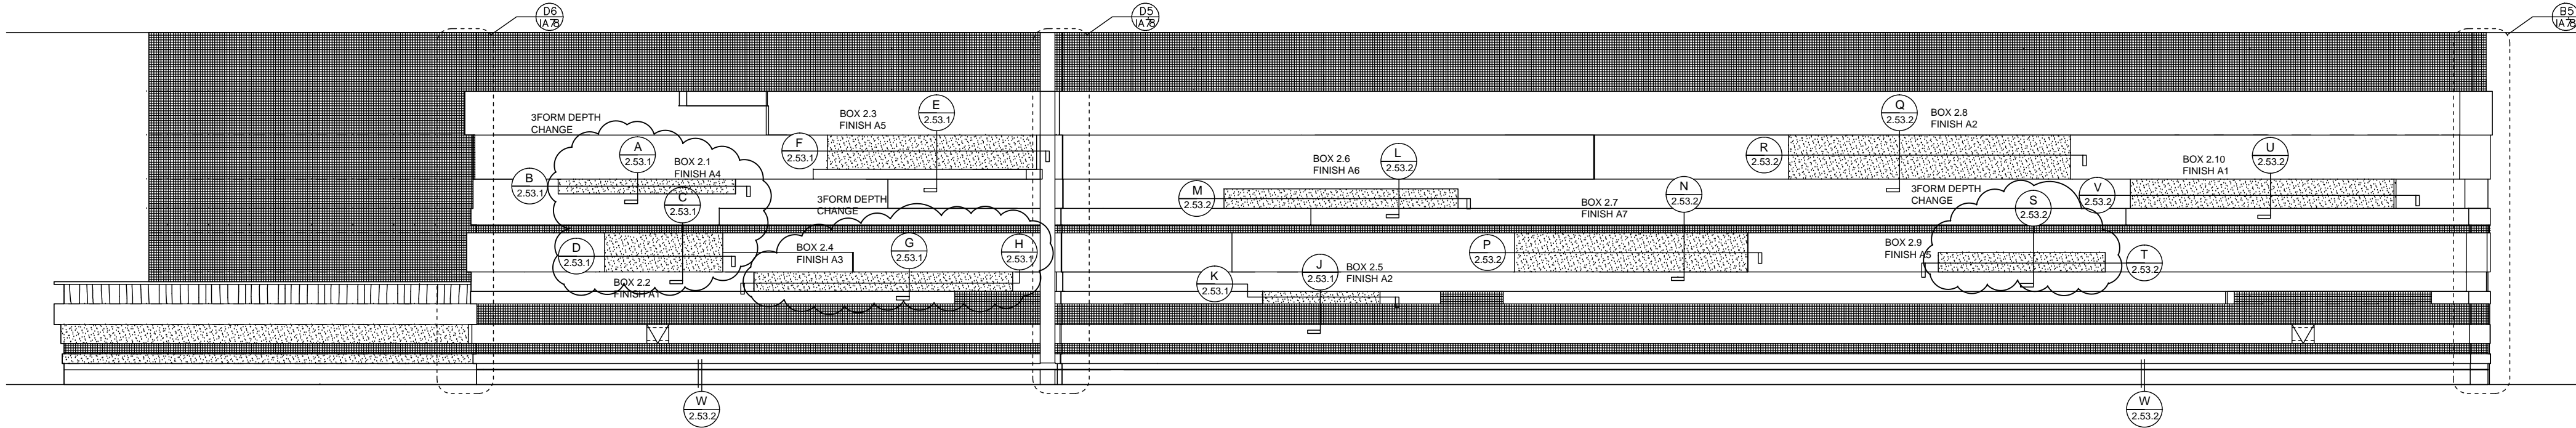 D6
IA78
D5
IA78
B5
IA78
3FORM DEPTH
CHANGE
A
2.53.1
B
2.53.1
BOX 2.1
FINISH A4
C
2.53.1
BOX 2.3
FINISH A5
E
2.53.1
F
2.53.1
3FORM DEPTH
CHANGE
D
2.53.1
BOX 2.2
FINISH A1
BOX 2.4
FINISH A3
G
2.53.1
H
2.53.1
BOX 2.6
FINISH A6
L
2.53.2
M
2.53.2
K
2.53.1
J
2.53.1
BOX 2.5
FINISH A2
BOX 2.7
FINISH A7
N
2.53.2
P
2.53.2
Q
2.53.2
BOX 2.8
FINISH A2
R
2.53.2
3FORM DEPTH
CHANGE
BOX 2.9
FINISH A5
S
2.53.2
T
2.53.2
V
2.53.2
BOX 2.10
FINISH A1
U
2.53.2
W
2.53.2
W
2.53.2